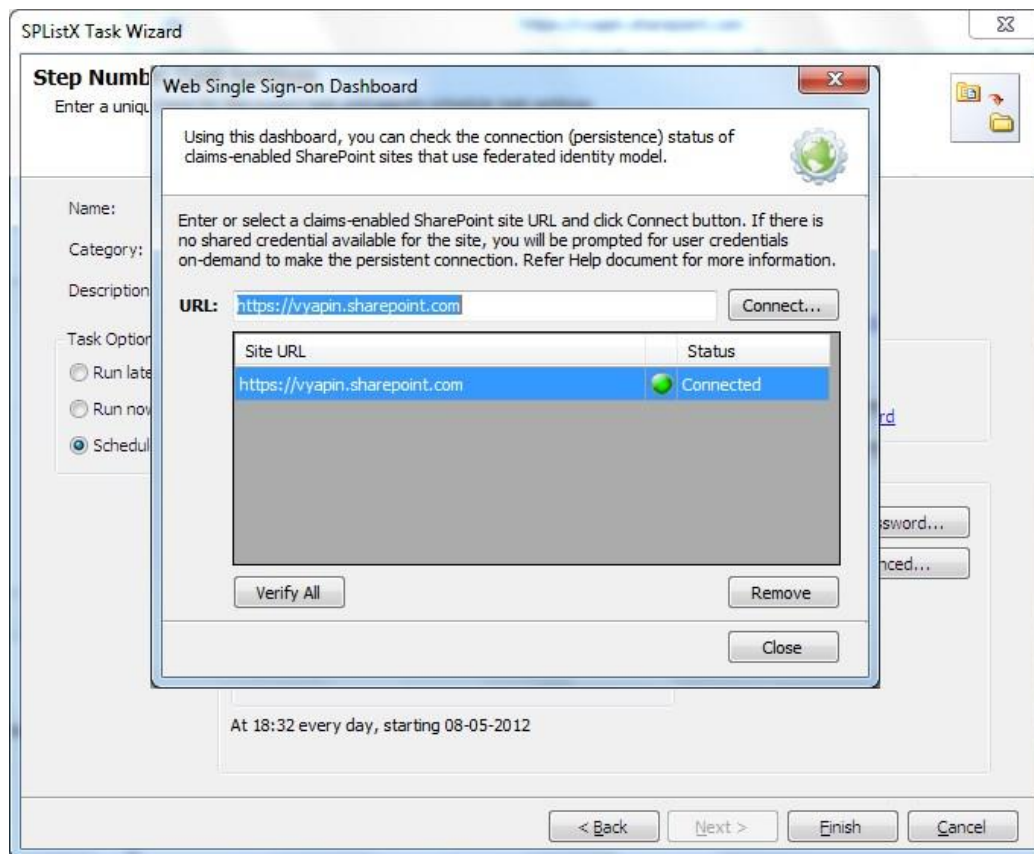 SPListX Task Wizard
Step Numb
Enter a uniqu
Web Single Sign-on Dashboard
Using this dashboard, you can check the connection (persistence) status of
claims-enabled SharePoint sites that use federated identity model.
Name:
Category:
Description
Enter or select a claims-enabled SharePoint site URL and click Connect button. If there is
no shared credential available for the site, you will be prompted for user credentials
on-demand to make the persistent connection. Refer Help document for more information.
URL: https://vyapin.sharepoint.com Connect...
Task Option
Run late
Run now
Schedul
Site URL Status
https://vyapin.sharepoint.com Connected
rd
ssword...
nced...
Verify All Remove
Close
At 18:32 every day, starting 08-05-2012
< Back Next > Finish Cancel